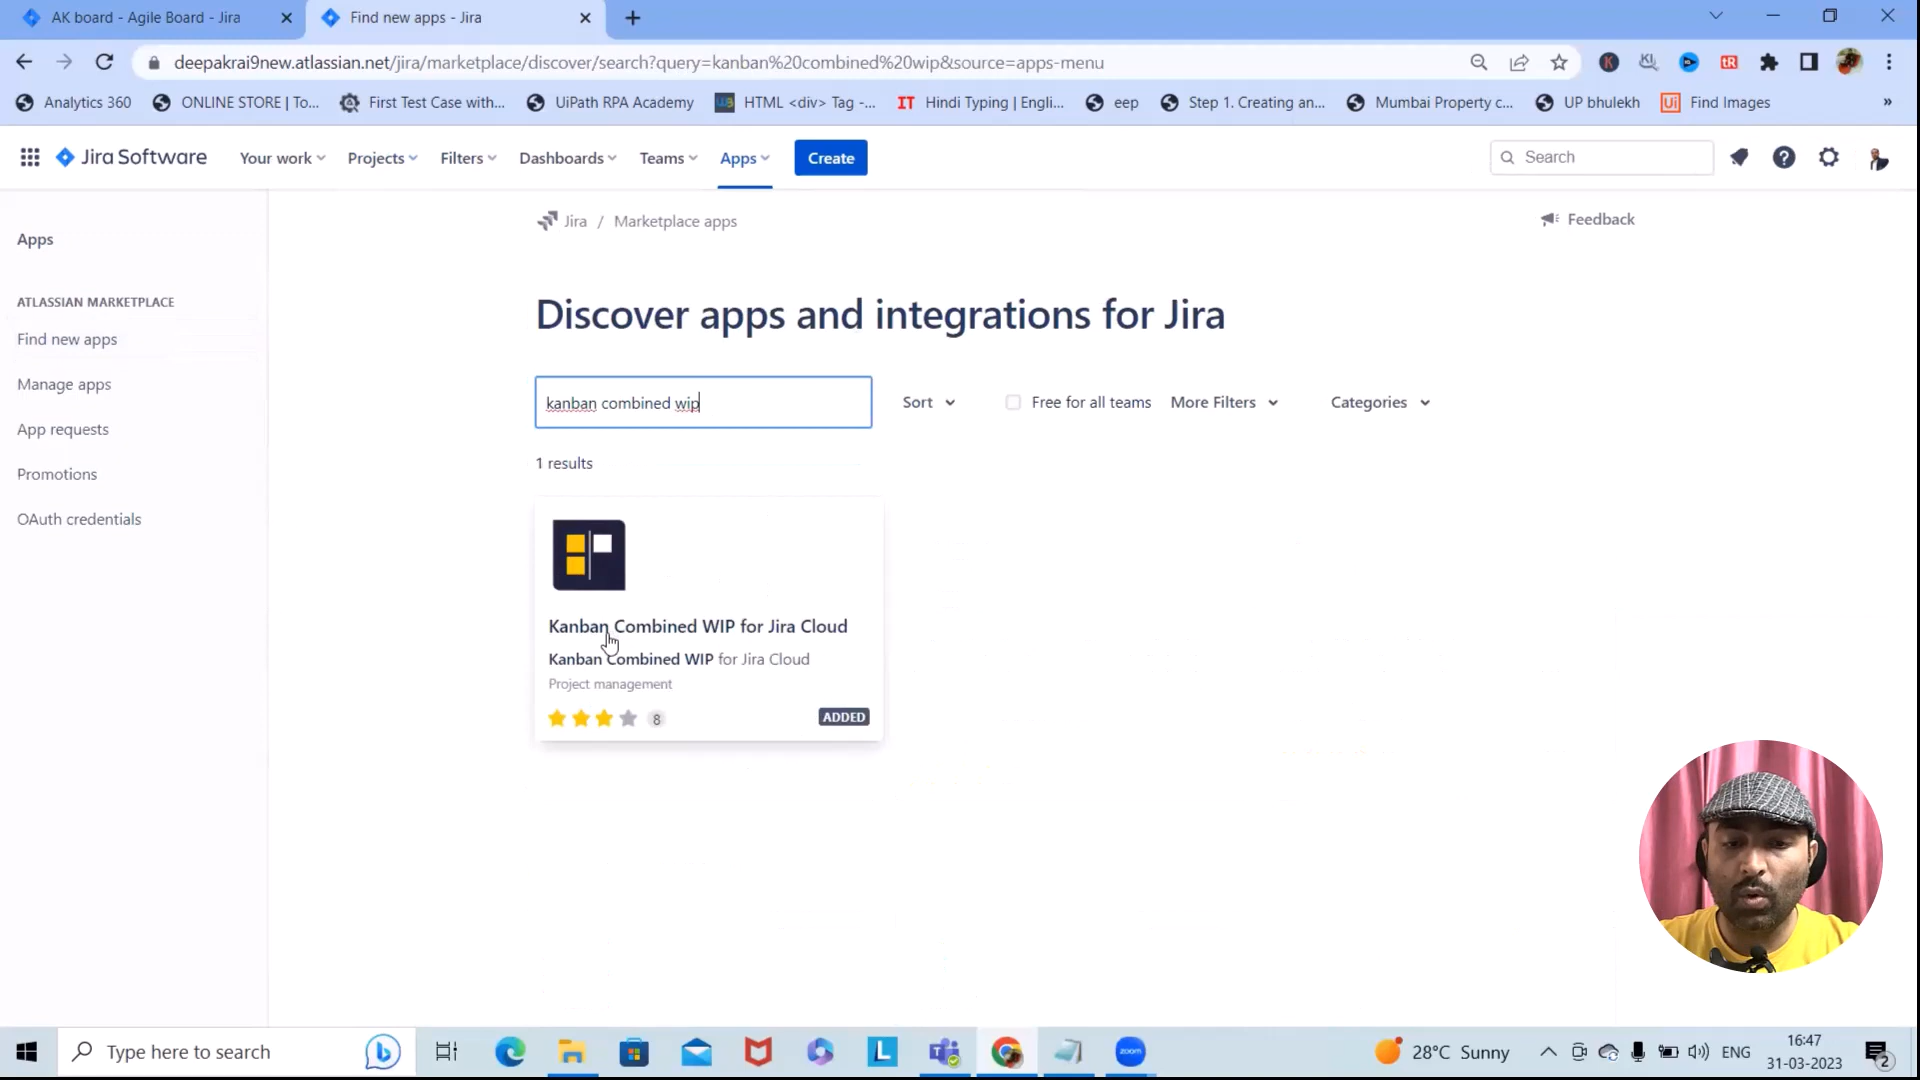 AK board - Agile Board - Jira
Find new apps - Jira
deepakrai9new.atlassian.net/jira/marketplace/discover/search?query=kanban%20combined%20wip&source=apps-menu
Analytics 360
ONLINE STORE | To...
First Test Case with...
UiPath RPA Academy
HTML <div> Tag -...
IT Hindi Typing | Engli...
eep
Step 1. Creating an...
Mumbai Property c...
UP bhulekh
Ui Find Images
»
Jira Software
Your work
Projects
Filters
Dashboards
Teams
Apps
Create
Search
Apps
ATLASSIAN MARKETPLACE
Find new apps
Manage apps
App requests
Promotions
OAuth credentials
Jira / Marketplace apps
Feedback
Discover apps and integrations for Jira
kanban combined wip
Sort
Free for all teams
More Filters
Categories
1 results
Kanban Combined WIP for Jira Cloud
Kanban Combined WIP for Jira Cloud
Project management
8
ADDED
Type here to search
zoom
28°C Sunny
ENG
16:47
31-03-2023
2